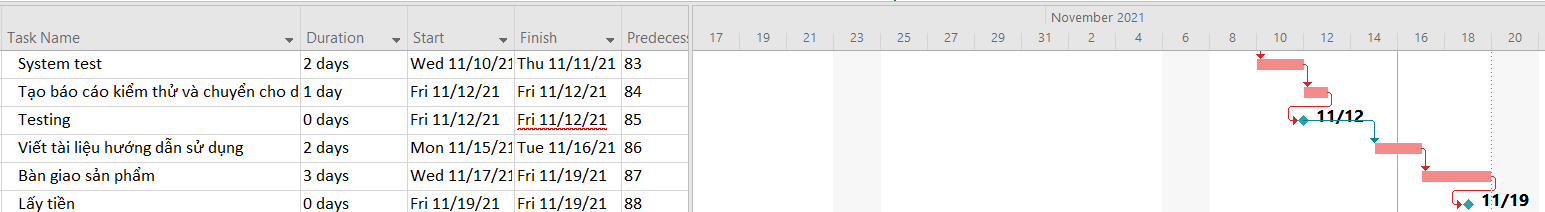 November 2021
Task Name Duration Start Finish Predecess 17 19 21 23 25 27 29 31 2 4 6 8 10 12 14 16 18 20
System test 2 days Wed 11/10/21 Thu 11/11/21 83
Tạo báo cáo kiểm thử và chuyển cho d 1 day Fri 11/12/21 Fri 11/12/21 84
Testing 0 days Fri 11/12/21 Fri 11/12/21 85 11/12
Viết tài liệu hướng dẫn sử dụng 2 days Mon 11/15/21 Tue 11/16/21 86
Bàn giao sản phẩm 3 days Wed 11/17/21 Fri 11/19/21 87
Lấy tiền 0 days Fri 11/19/21 Fri 11/19/21 88 11/19